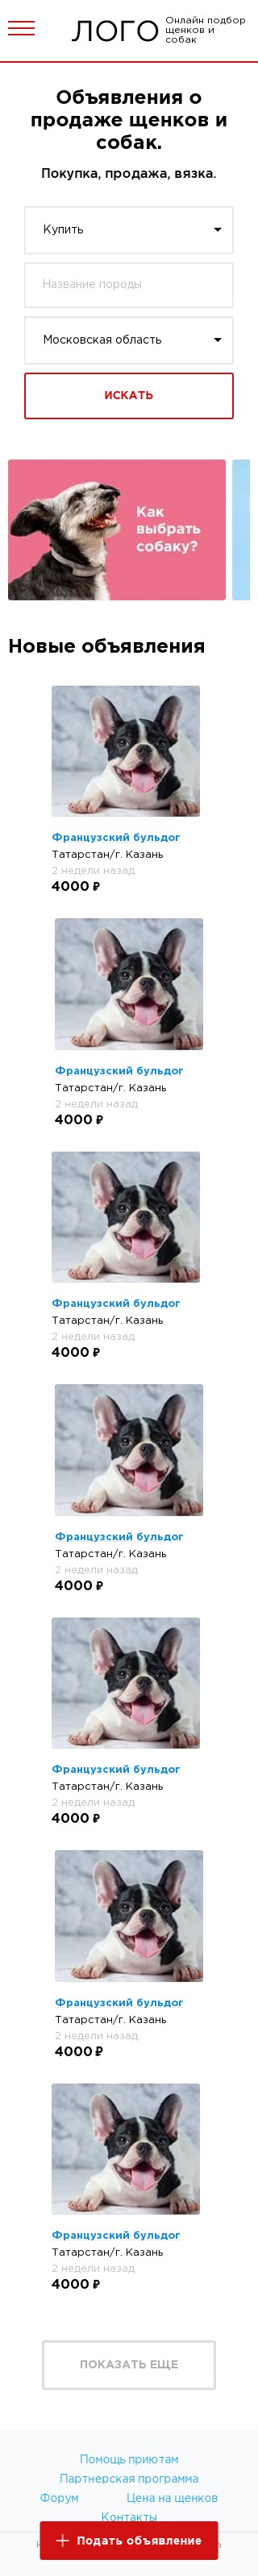 ЛОГО
Онлайн подбор
щенков и
собак
Объявления о
продаже щенков и
собак.
Покупка, продажа, вязка.
Купить
Название породы
Московская область
ИСКАТЬ
Как
выбрать
собаку?
Новые объявления
Французский бульдог
Татарстан/г. Казань
2 недели назад
4000 ₽
Французский бульдог
Татарстан/г. Казань
2 недели назад
4000 ₽
Французский бульдог
Татарстан/г. Казань
2 недели назад
4000 ₽
Французский бульдог
Татарстан/г. Казань
2 недели назад
4000 ₽
Французский бульдог
Татарстан/г. Казань
2 недели назад
4000 ₽
Французский бульдог
Татарстан/г. Казань
2 недели назад
4000 ₽
Французский бульдог
Татарстан/г. Казань
2 недели назад
4000 ₽
ПОКАЗАТЬ ЕЩЕ
Помощь приютам
Партнерская программа
Форум Цена на щенков
Контакты
Подать объявление